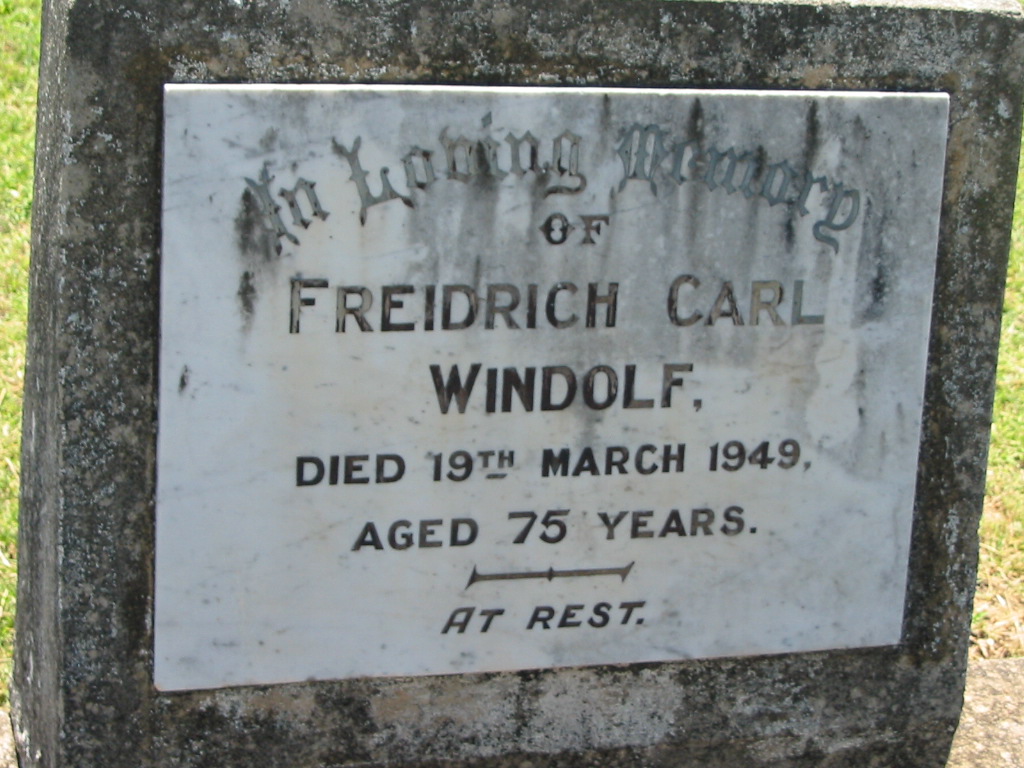 In Loving Memory
OF
FREIDRICH CARL
WINDOLF,
DIED 19TH MARCH 1949,
AGED 75 YEARS.
AT REST.